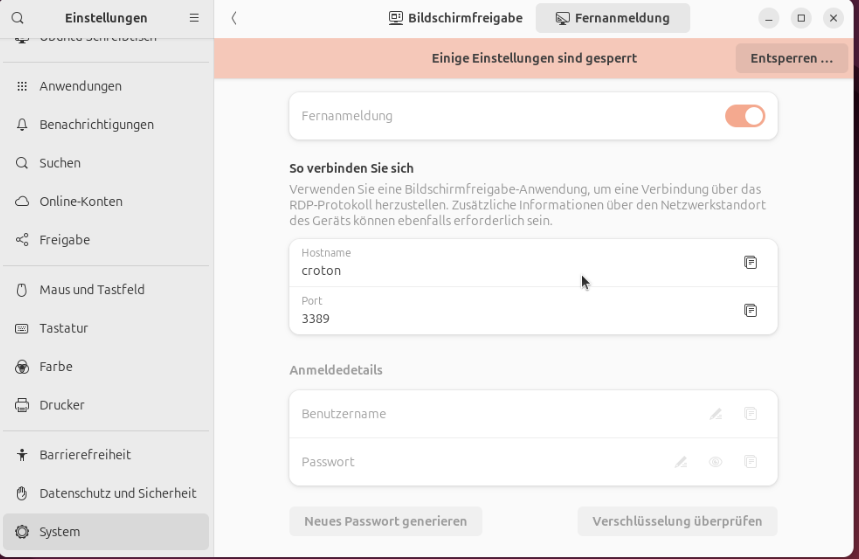 Einstellungen
Bildschirmfreigabe
Fernanmeldung
Einige Einstellungen sind gesperrt
Entsperren ...
Anwendungen
Benachrichtigungen
Suchen
Online-Konten
Freigabe
Maus und Tastfeld
Tastatur
Farbe
Drucker
Barrierefreiheit
Datenschutz und Sicherheit
System
Fernanmeldung
So verbinden Sie sich
Verwenden Sie eine Bildschirmfreigabe-Anwendung, um eine Verbindung über das
RDP-Protokoll herzustellen. Zusätzliche Informationen über den Netzwerkstandort
des Geräts können ebenfalls erforderlich sein.
Hostname
croton
Port
3389
Anmeldedetails
Benutzername
Passwort
Neues Passwort generieren
Verschlüsselung überprüfen